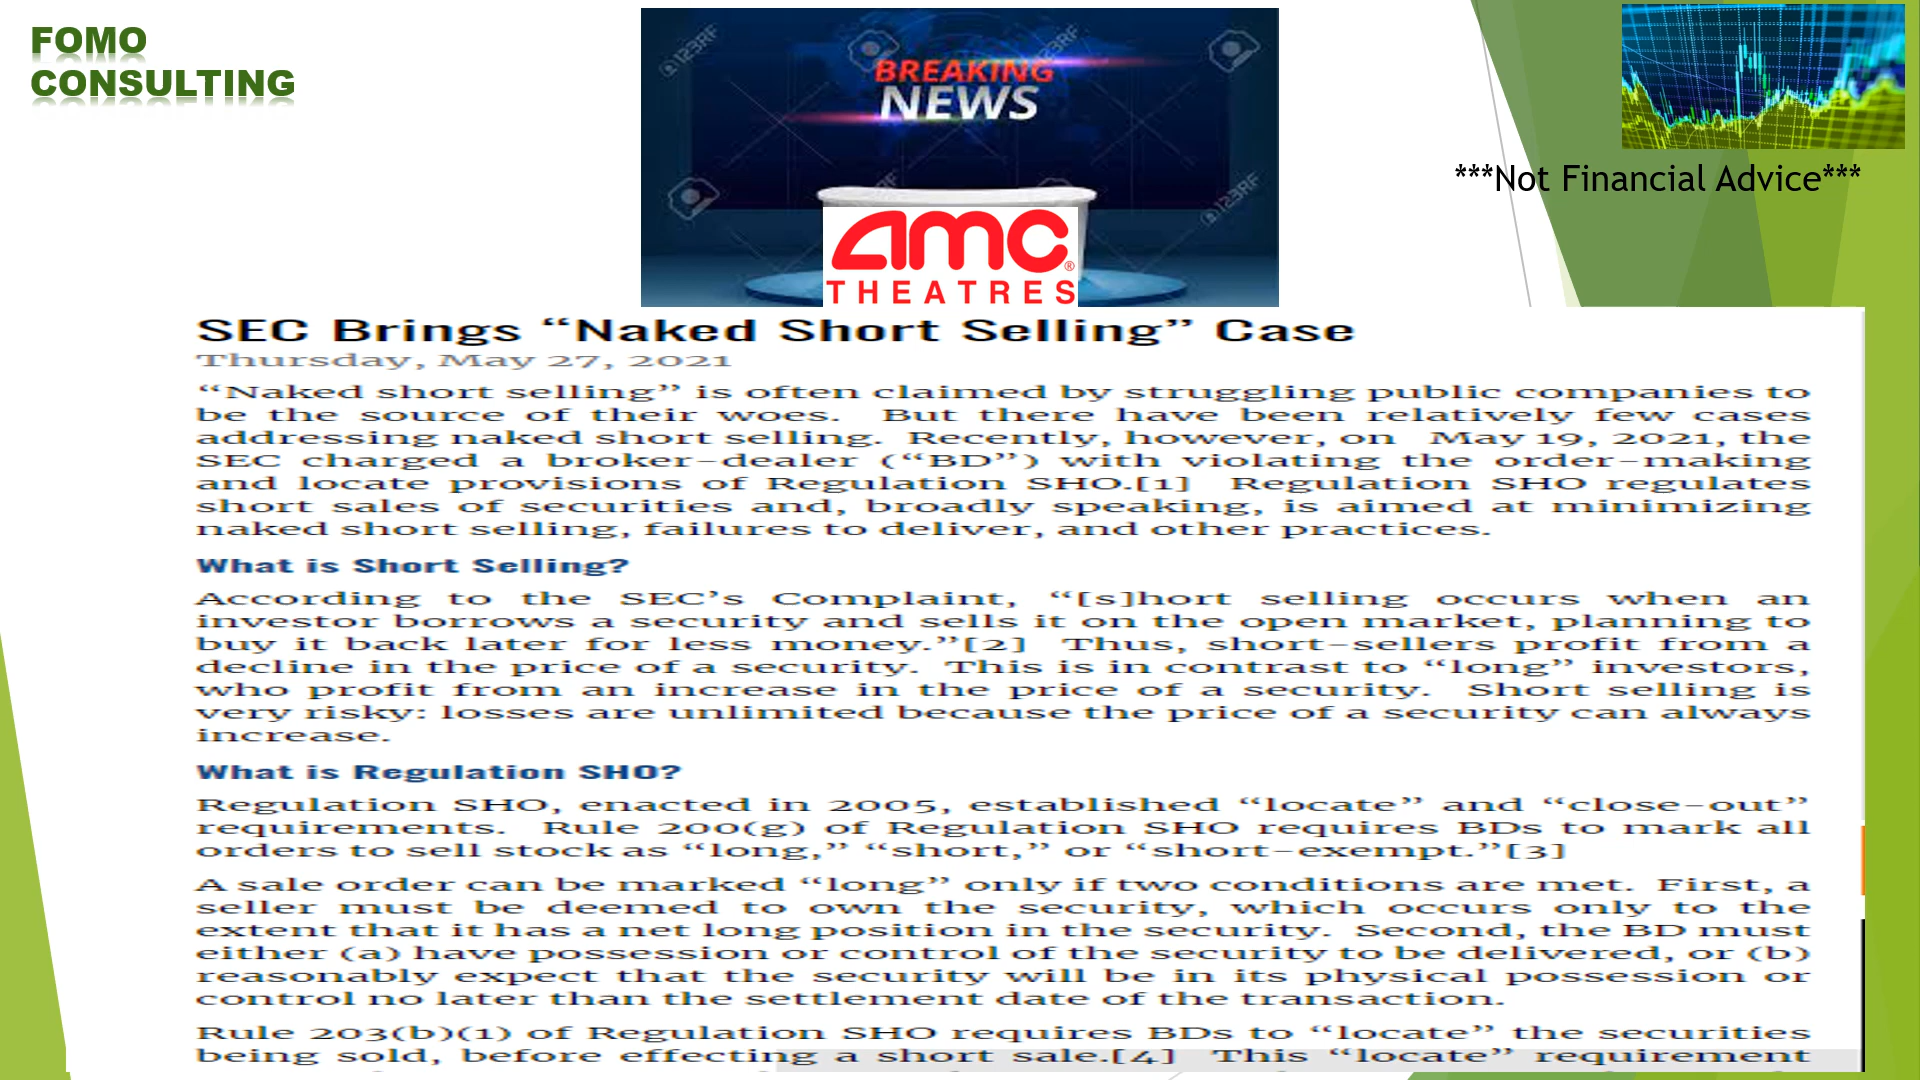 FOMO
CONSULTING
123RF
123RF
BREAKING
NEWS
123RF
123RF
amc®
THEATRES
***Not Financial Advice***
SEC Brings “Naked Short Selling” Case
Thursday, May 27, 2021
“Naked short selling” is often claimed by struggling public companies to
be the source of their woes. But there have been relatively few cases
addressing naked short selling. Recently, however, on May 19, 2021, the
SEC charged a broker-dealer (“BD”) with violating the order-making
and locate provisions of Regulation SHO.[1] Regulation SHO regulates
short sales of securities and, broadly speaking, is aimed at minimizing
naked short selling, failures to deliver, and other practices.
What is Short Selling?
According to the SEC’s Complaint, “[s]hort selling occurs when an
investor borrows a security and sells it on the open market, planning to
buy it back later for less money.”[2] Thus, short-sellers profit from a
decline in the price of a security. This is in contrast to “long” investors,
who profit from an increase in the price of a security. Short selling is
very risky: losses are unlimited because the price of a security can always
increase.
What is Regulation SHO?
Regulation SHO, enacted in 2005, established “locate” and “close-out”
requirements. Rule 200(g) of Regulation SHO requires BDs to mark all
orders to sell stock as “long,” “short,” or “short-exempt.”[3]
A sale order can be marked “long” only if two conditions are met. First, a
seller must be deemed to own the security, which occurs only to the
extent that it has a net long position in the security. Second, the BD must
either (a) have possession or control of the security to be delivered, or (b)
reasonably expect that the security will be in its physical possession or
control no later than the settlement date of the transaction.
Rule 203(b)(1) of Regulation SHO requires BDs to “locate” the securities
being sold, before effecting a short sale.[4] This “locate” requirement